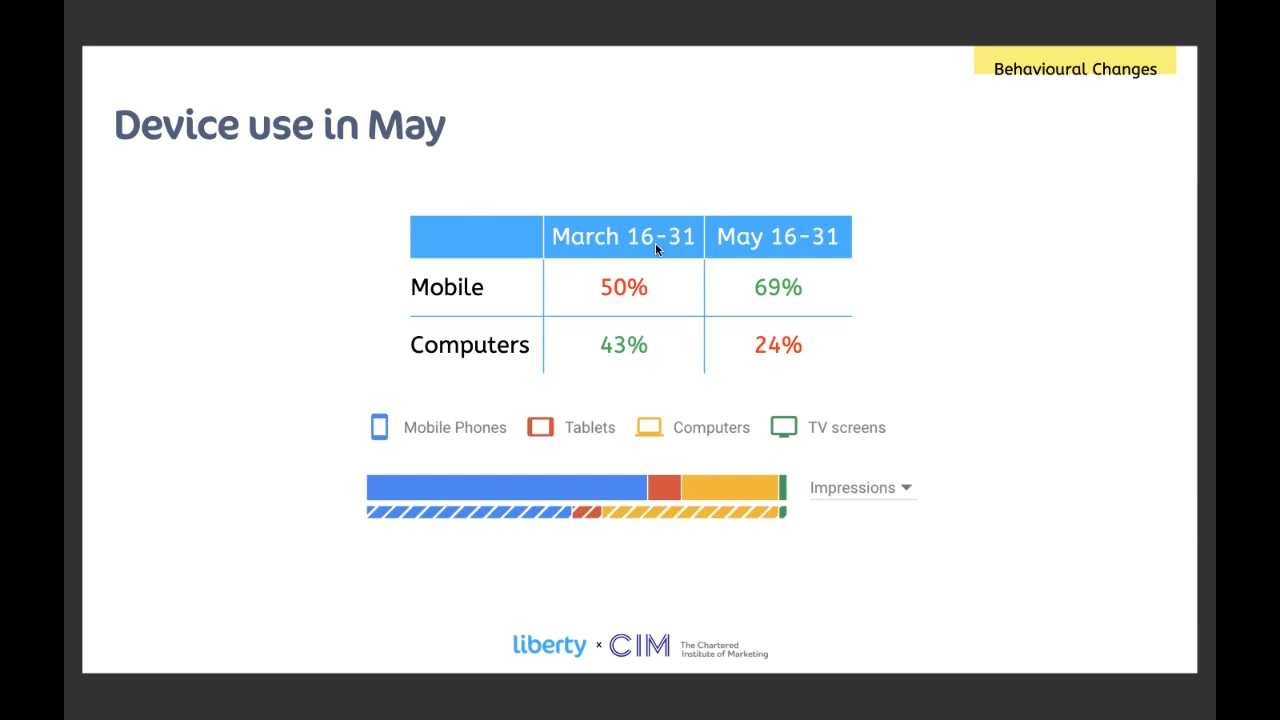 Behavioural Changes
Device use in May
March 16-31 May 16-31
Mobile 50% 69%
Computers 43% 24%
Mobile Phones Tablets Computers TV screens
Impressions
liberty x CIM The Chartered
Institute of Marketing